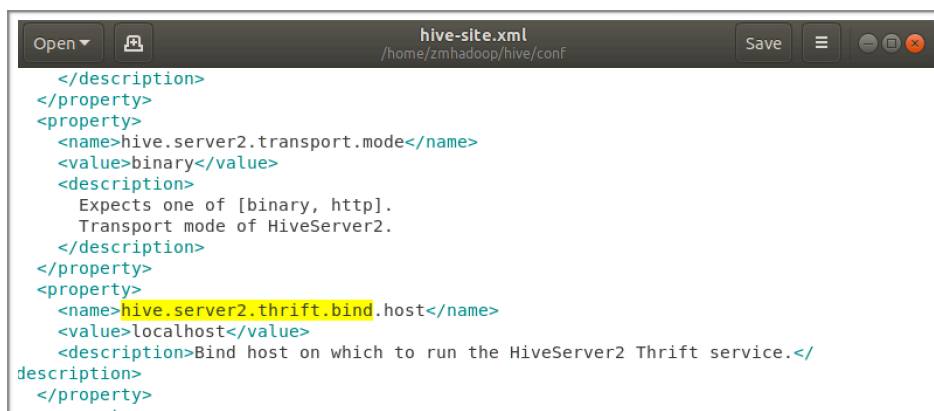 Open
hive-site.xml
/home/zmhadoop/hive/conf
Save
</description>
</property>
<property>
<name>hive.server2.transport.mode</name>
<value>binary</value>
<description>
Expects one of [binary, http].
Transport mode of HiveServer2.
</description>
</property>
<property>
<name>hive.server2.thrift.bind.host</name>
<value>localhost</value>
<description>Bind host on which to run the HiveServer2 Thrift service.</
description>
</property>